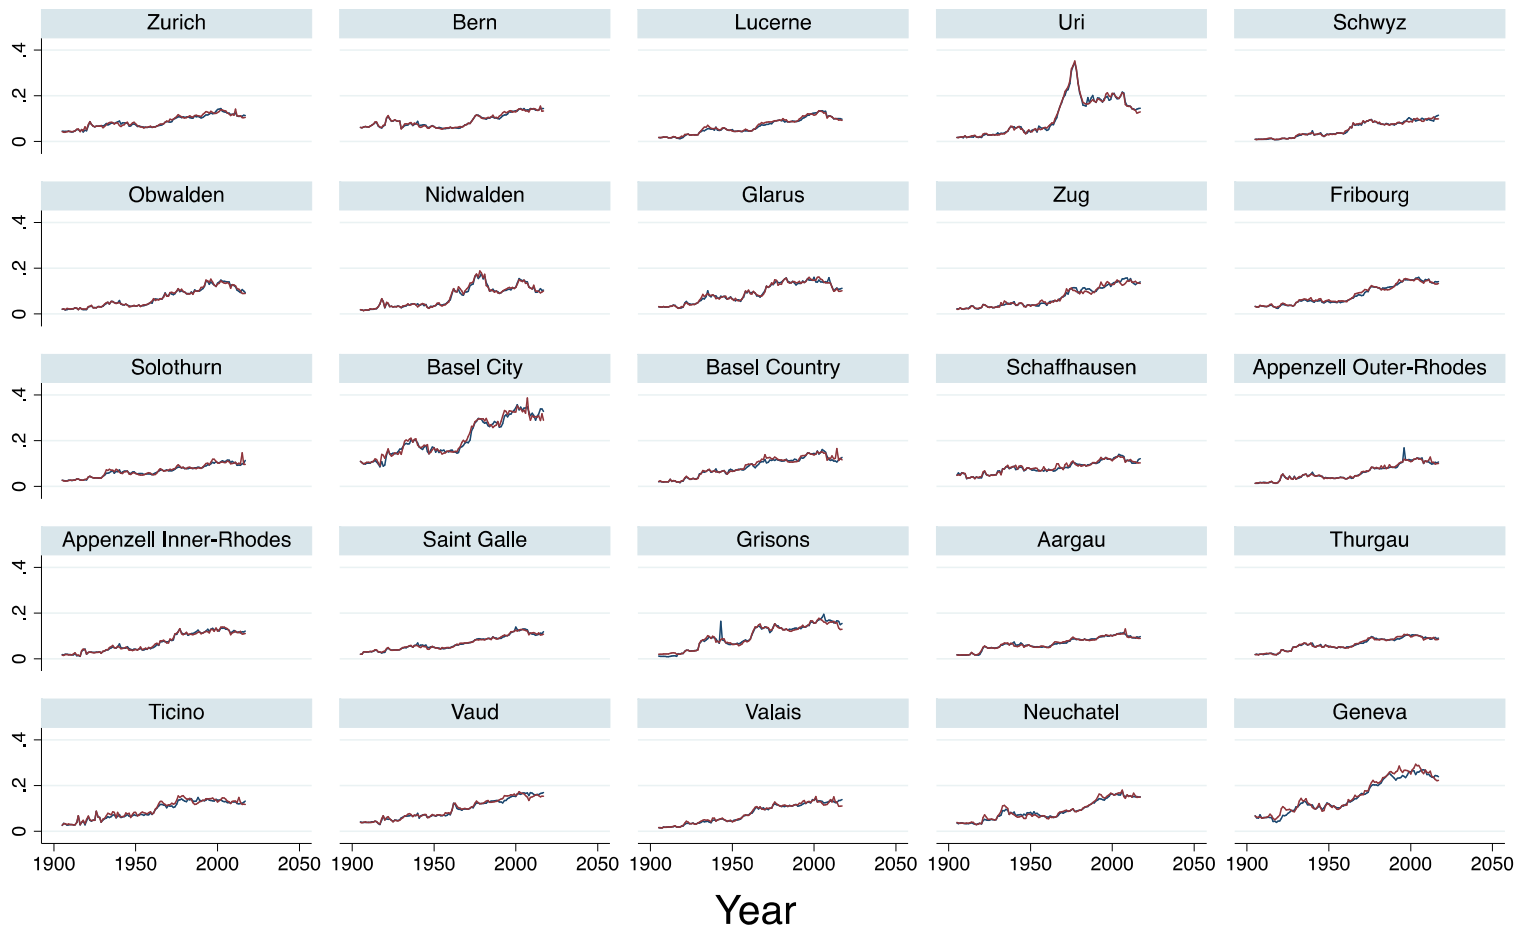 Zurich Bern Lucerne Uri Schwyz
.4
.2
0
Obwalden Nidwalden Glarus Zug Fribourg
.4
.2
0
Solothurn Basel City Basel Country Schaffhausen Appenzell Outer-Rhodes
.4
.2
0
Appenzell Inner-Rhodes Saint Galle Grisons Aargau Thurgau
.4
.2
0
Ticino Vaud Valais Neuchatel Geneva
.4
.2
0
1900 1950 2000 2050 1900 1950 2000 2050 1900 1950 2000 2050 1900 1950 2000 2050 1900 1950 2000 2050
Year